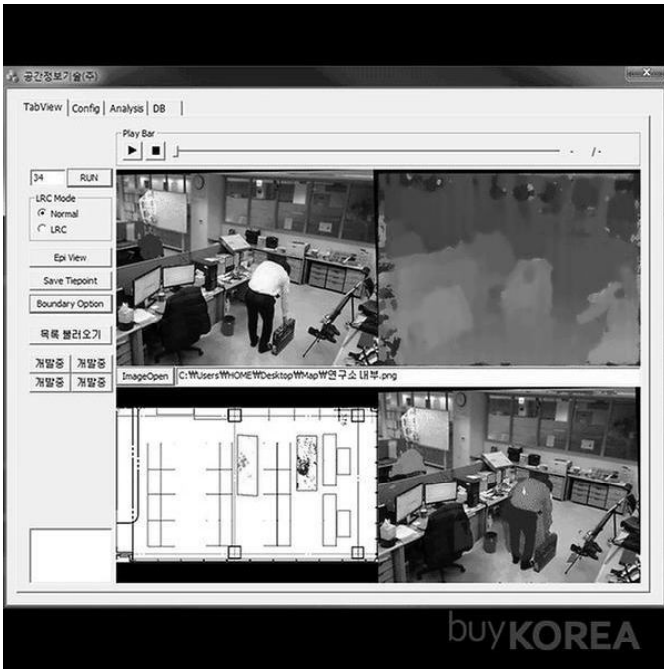 공간정보기술(주)
TabView Config Analysis DB
Play Bar
- /-
34 RUN
LRC Mode
Normal
LRC
Epi View
Save Tiepoint
Boundary Option
목록 불러오기
개발중 개발중
개발중 개발중
ImageOpen C:₩Users₩HOME₩Desktop₩Map₩연구소 내부.png
buyKOREA